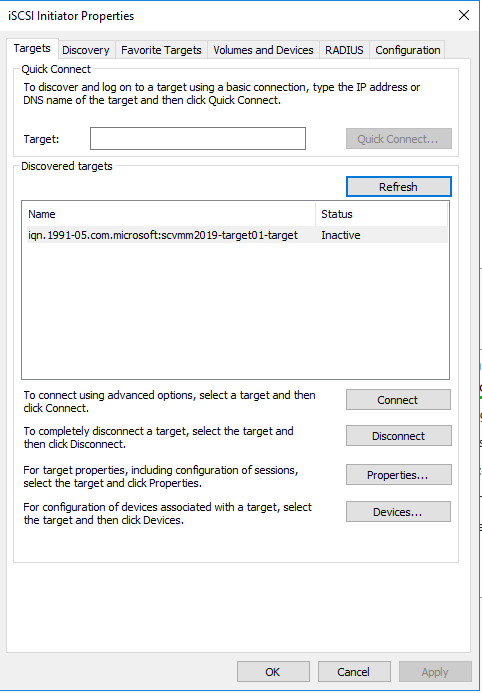 iSCSI Initiator Properties
Targets Discovery Favorite Targets Volumes and Devices RADIUS Configuration
Quick Connect
To discover and log on to a target using a basic connection, type the IP address or
DNS name of the target and then click Quick Connect.
Target: Quick Connect...
Discovered targets
Refresh
Name Status
iqn.1991-05.com.microsoft:scvmm2019-target01-target Inactive
To connect using advanced options, select a target and then
click Connect.
Connect
To completely disconnect a target, select the target and
then click Disconnect.
Disconnect
For target properties, including configuration of sessions,
select the target and click Properties.
Properties...
For configuration of devices associated with a target, select
the target and then click Devices.
Devices...
OK Cancel Apply